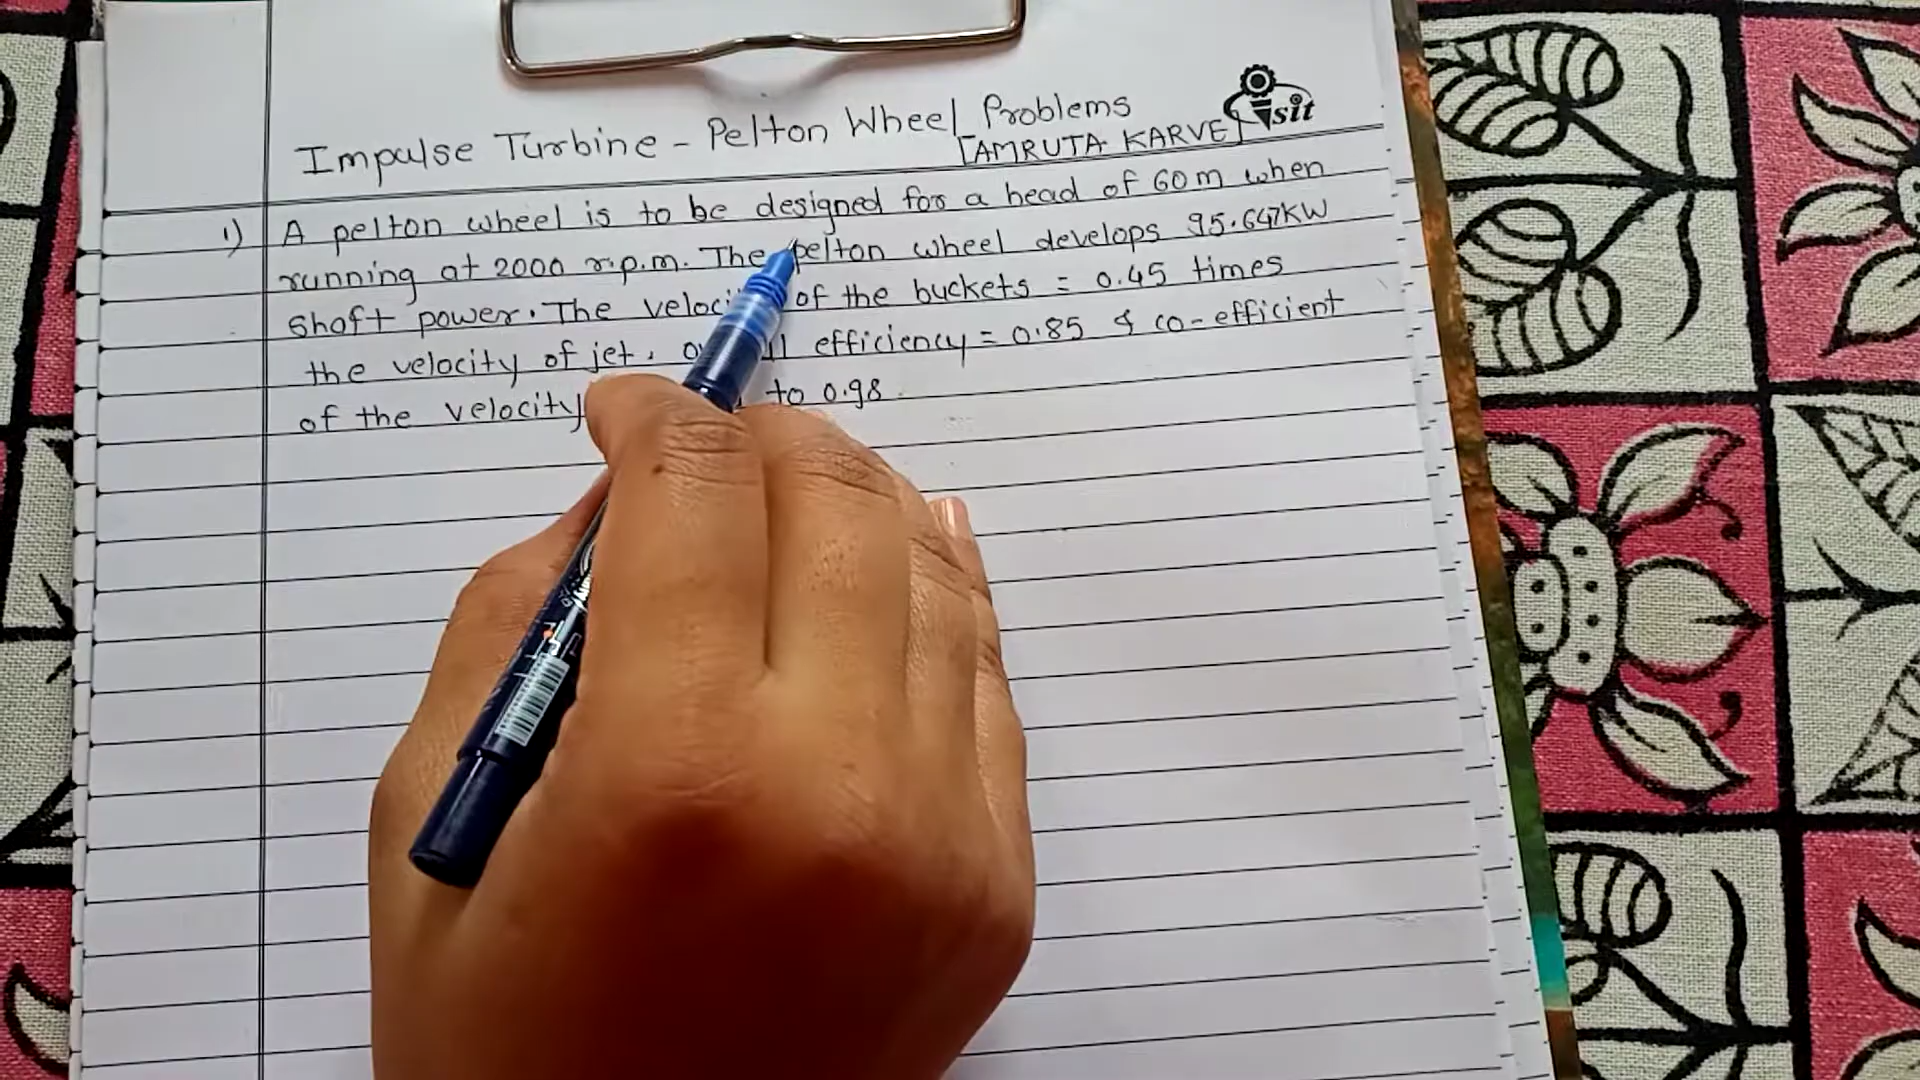 Impulse Turbine - Pelton Wheel Problems
sit
[AMRUTA KARVE]
1) A pelton wheel is to be designed for a head of 60m when
running at 2000 r.p.m. The pelton wheel develops 95.647KW
shaft power. The of the buckets = 0.45 times
the velocity of jet, efficiency = 0.85 & co-efficient
of the velocity to 0.98.